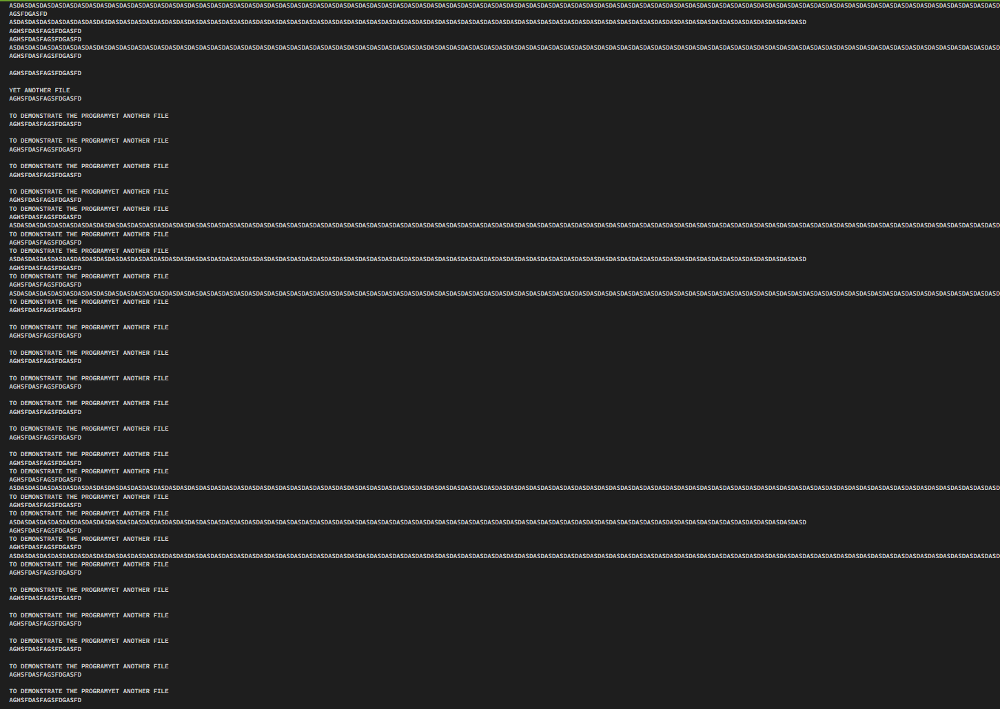 ASDASDASDASDASDASDASDASDASDASDASDASDASDASDASDASDASDASDASDASDASDASDASDASDASDASDASDASDASDASDASDASDASDASDASDASDASDASDASDASDASDASDASDASDASDASDASDASDASDASDASDASDASDASDASDASDASDASDASDASDASDASDASDASDASDASDASDASDASDASDASDASDASDASDASDASDASDASDASDASD
AGSFDGASFD
ASDASDASDASDASDASDASDASDASDASDASDASDASDASDASDASDASDASDASDASDASDASDASDASDASDASDASDASDASDASDASDASDASDASDASDASDASDASDASDASDASDASDASDASDASDASDASDASDASDASDASDASDASDASDASDASDASDASDASDASDASDASDASDASDASDASD
AGHSFDASFAGSFDGASFD
AGHSFDASFAGSFDGASFD
ASDASDASDASDASDASDASDASDASDASDASDASDASDASDASDASDASDASDASDASDASDASDASDASDASDASDASDASDASDASDASDASDASDASDASDASDASDASDASDASDASDASDASDASDASDASDASDASDASDASDASDASDASDASDASDASDASDASDASDASDASDASDASDASDASDASDASDASDASDASDASDASDASDASDASDASDASDASDASDASD
AGHSFDASFAGSFDGASFD
AGHSFDASFAGSFDGASFD
YET ANOTHER FILE
AGHSFDASFAGSFDGASFD
TO DEMONSTRATE THE PROGRAMYET ANOTHER FILE
AGHSFDASFAGSFDGASFD
TO DEMONSTRATE THE PROGRAMYET ANOTHER FILE
AGHSFDASFAGSFDGASFD
TO DEMONSTRATE THE PROGRAMYET ANOTHER FILE
AGHSFDASFAGSFDGASFD
TO DEMONSTRATE THE PROGRAMYET ANOTHER FILE
AGHSFDASFAGSFDGASFD
TO DEMONSTRATE THE PROGRAMYET ANOTHER FILE
AGHSFDASFAGSFDGASFD
ASDASDASDASDASDASDASDASDASDASDASDASDASDASDASDASDASDASDASDASDASDASDASDASDASDASDASDASDASDASDASDASDASDASDASDASDASDASDASDASDASDASDASDASDASDASDASDASDASDASDASDASDASDASDASDASDASDASDASDASDASDASDASDASDASDASDASDASDASDASDASDASDASDASDASDASDASDASDASDASD
TO DEMONSTRATE THE PROGRAMYET ANOTHER FILE
AGHSFDASFAGSFDGASFD
TO DEMONSTRATE THE PROGRAMYET ANOTHER FILE
ASDASDASDASDASDASDASDASDASDASDASDASDASDASDASDASDASDASDASDASDASDASDASDASDASDASDASDASDASDASDASDASDASDASDASDASDASDASDASDASDASDASDASDASDASDASDASDASDASDASDASDASDASDASDASDASDASDASDASDASDASDASDASDASDASD
AGHSFDASFAGSFDGASFD
TO DEMONSTRATE THE PROGRAMYET ANOTHER FILE
AGHSFDASFAGSFDGASFD
ASDASDASDASDASDASDASDASDASDASDASDASDASDASDASDASDASDASDASDASDASDASDASDASDASDASDASDASDASDASDASDASDASDASDASDASDASDASDASDASDASDASDASDASDASDASDASDASDASDASDASDASDASDASDASDASDASDASDASDASDASDASDASDASDASDASDASDASDASDASDASDASDASDASDASDASDASDASDASDASD
TO DEMONSTRATE THE PROGRAMYET ANOTHER FILE
AGHSFDASFAGSFDGASFD
TO DEMONSTRATE THE PROGRAMYET ANOTHER FILE
AGHSFDASFAGSFDGASFD
TO DEMONSTRATE THE PROGRAMYET ANOTHER FILE
AGHSFDASFAGSFDGASFD
TO DEMONSTRATE THE PROGRAMYET ANOTHER FILE
AGHSFDASFAGSFDGASFD
TO DEMONSTRATE THE PROGRAMYET ANOTHER FILE
AGHSFDASFAGSFDGASFD
TO DEMONSTRATE THE PROGRAMYET ANOTHER FILE
AGHSFDASFAGSFDGASFD
TO DEMONSTRATE THE PROGRAMYET ANOTHER FILE
AGHSFDASFAGSFDGASFD
TO DEMONSTRATE THE PROGRAMYET ANOTHER FILE
AGHSFDASFAGSFDGASFD
ASDASDASDASDASDASDASDASDASDASDASDASDASDASDASDASDASDASDASDASDASDASDASDASDASDASDASDASDASDASDASDASDASDASDASDASDASDASDASDASDASDASDASDASDASDASDASDASDASDASDASDASDASDASDASDASDASDASDASDASDASDASDASDASDASDASDASDASDASDASDASDASDASDASDASDASDASDASDASDASD
TO DEMONSTRATE THE PROGRAMYET ANOTHER FILE
AGHSFDASFAGSFDGASFD
TO DEMONSTRATE THE PROGRAMYET ANOTHER FILE
ASDASDASDASDASDASDASDASDASDASDASDASDASDASDASDASDASDASDASDASDASDASDASDASDASDASDASDASDASDASDASDASDASDASDASDASDASDASDASDASDASDASDASDASDASDASDASDASDASDASDASDASDASDASDASDASDASDASDASDASDASDASDASDASDASD
AGHSFDASFAGSFDGASFD
TO DEMONSTRATE THE PROGRAMYET ANOTHER FILE
AGHSFDASFAGSFDGASFD
ASDASDASDASDASDASDASDASDASDASDASDASDASDASDASDASDASDASDASDASDASDASDASDASDASDASDASDASDASDASDASDASDASDASDASDASDASDASDASDASDASDASDASDASDASDASDASDASDASDASDASDASDASDASDASDASDASDASDASDASDASDASDASDASDASDASDASDASDASDASDASDASDASDASDASDASDASDASDASDASD
TO DEMONSTRATE THE PROGRAMYET ANOTHER FILE
AGHSFDASFAGSFDGASFD
TO DEMONSTRATE THE PROGRAMYET ANOTHER FILE
AGHSFDASFAGSFDGASFD
TO DEMONSTRATE THE PROGRAMYET ANOTHER FILE
AGHSFDASFAGSFDGASFD
TO DEMONSTRATE THE PROGRAMYET ANOTHER FILE
AGHSFDASFAGSFDGASFD
TO DEMONSTRATE THE PROGRAMYET ANOTHER FILE
AGHSFDASFAGSFDGASFD
TO DEMONSTRATE THE PROGRAMYET ANOTHER FILE
AGHSFDASFAGSFDGASFD